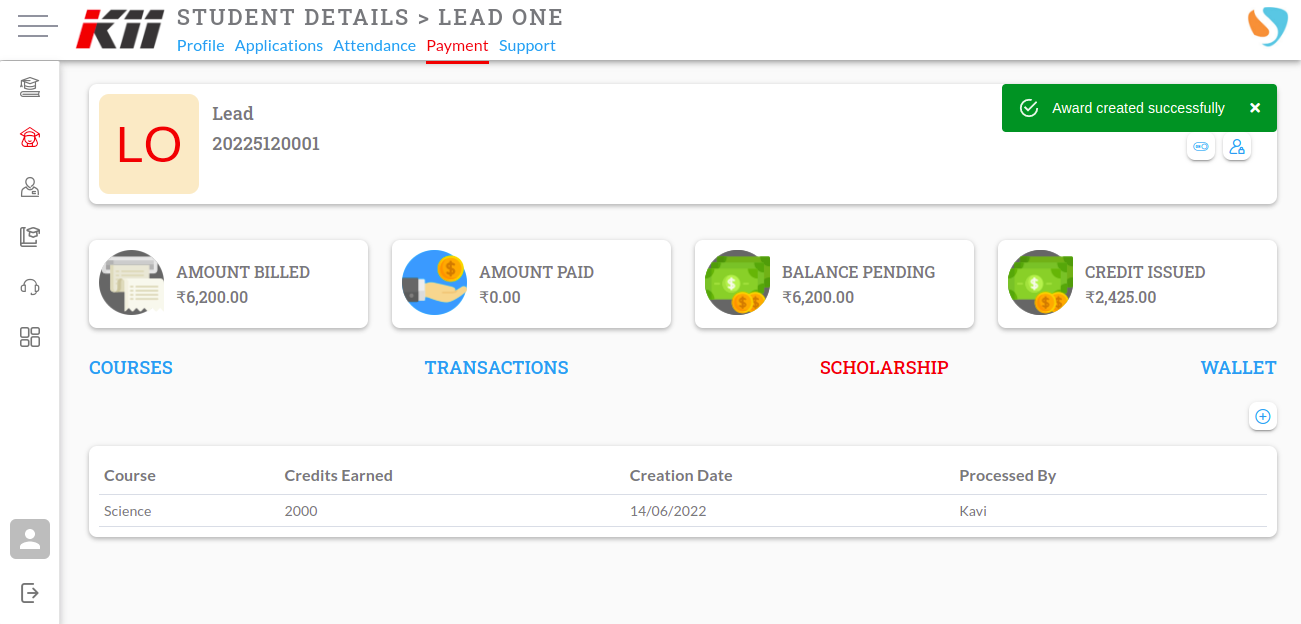 KII
STUDENT DETAILS > LEAD ONE
Profile Applications Attendance Payment Support
LO
Lead
20225120001
Award created successfully
AMOUNT BILLED
₹6,200.00
AMOUNT PAID
₹0.00
BALANCE PENDING
₹6,200.00
CREDIT ISSUED
₹2,425.00
COURSES TRANSACTIONS SCHOLARSHIP WALLET
Course Credits Earned Creation Date Processed By
Science 2000 14/06/2022 Kavi